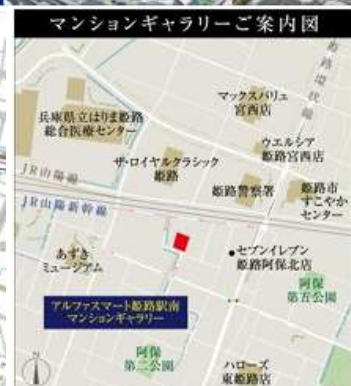 マンションギャラリーご案内図
姫路環状線
マックスバリュ
宮西店
兵庫県立はりま姫路
総合医療センター
ウエルシア
姫路宮西店
ザ・ロイヤルクラシック
姫路
JR山陽線
姫路警察署
姫路市
すこやか
センター
JR山陽新幹線
あずき
ミュージアム
セブンイレブン
姫路阿保北店
阿保
第五公園
アルファスマート姫路駅南
マンションギャラリー
阿保
第二公園
ハローズ
東姫路店